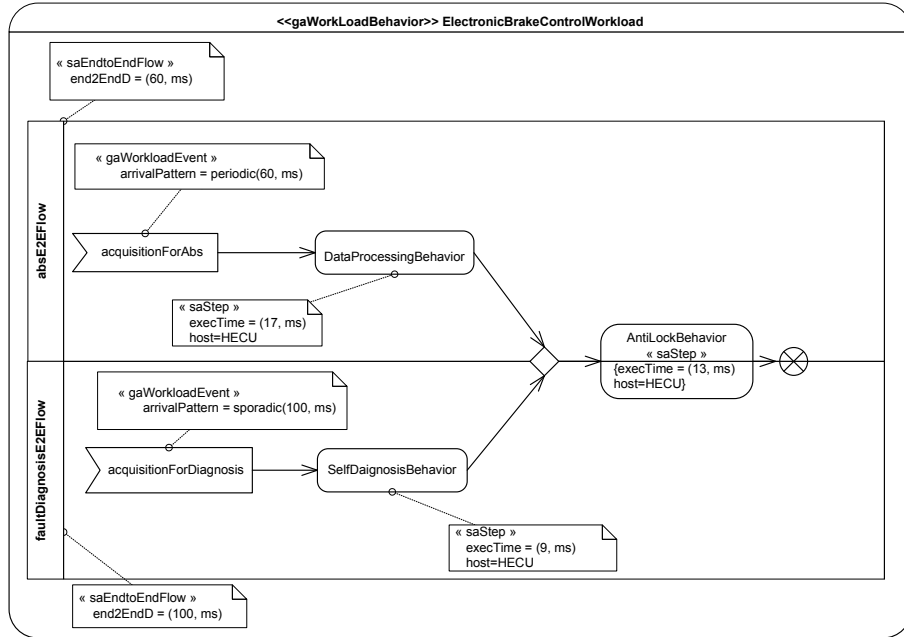 <<gaWorkLoadBehavior>> ElectronicBrakeControlWorkload
« saEndtoEndFlow »
end2EndD = (60, ms)
absE2EFlow
« gaWorkloadEvent »
arrivalPattern = periodic(60, ms)
acquisitionForAbs
DataProcessingBehavior
« saStep »
execTime = (17, ms)
host=HECU
AntiLockBehavior
« saStep »
{execTime = (13, ms)
host=HECU}
faultDiagnosisE2EFlow
« gaWorkloadEvent »
arrivalPattern = sporadic(100, ms)
acquisitionForDiagnosis
SelfDaignosisBehavior
« saStep »
execTime = (9, ms)
host=HECU
« saEndtoEndFlow »
end2EndD = (100, ms)